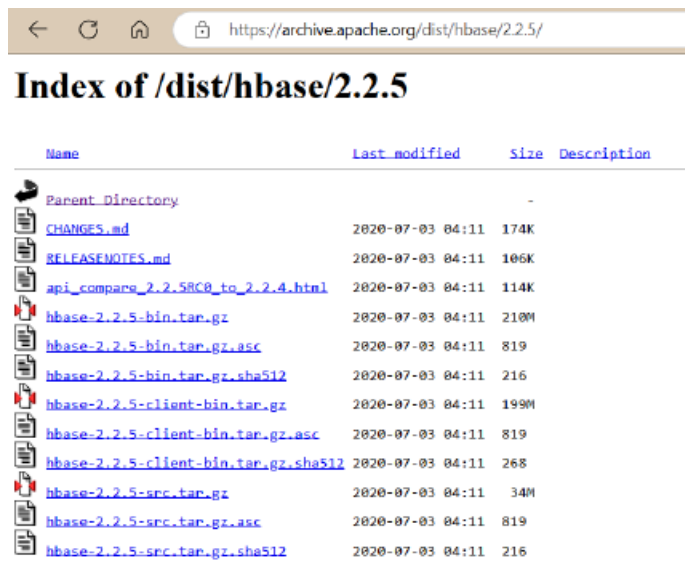 https://archive.apache.org/dist/hbase/2.2.5/
Index of /dist/hbase/2.2.5
Name Last modified Size Description
Parent Directory -
CHANGES.md 2020-07-03 04:11 174K
RELEASENOTES.md 2020-07-03 04:11 106K
api_compare_2.2.5RC0_to_2.2.4.html 2020-07-03 04:11 114K
hbase-2.2.5-bin.tar.gz 2020-07-03 04:11 210M
hbase-2.2.5-bin.tar.gz.asc 2020-07-03 04:11 819
hbase-2.2.5-bin.tar.gz.sha512 2020-07-03 04:11 216
hbase-2.2.5-client-bin.tar.gz 2020-07-03 04:11 199M
hbase-2.2.5-client-bin.tar.gz.asc 2020-07-03 04:11 819
hbase-2.2.5-client-bin.tar.gz.sha512 2020-07-03 04:11 268
hbase-2.2.5-src.tar.gz 2020-07-03 04:11 34M
hbase-2.2.5-src.tar.gz.asc 2020-07-03 04:11 819
hbase-2.2.5-src.tar.gz.sha512 2020-07-03 04:11 216